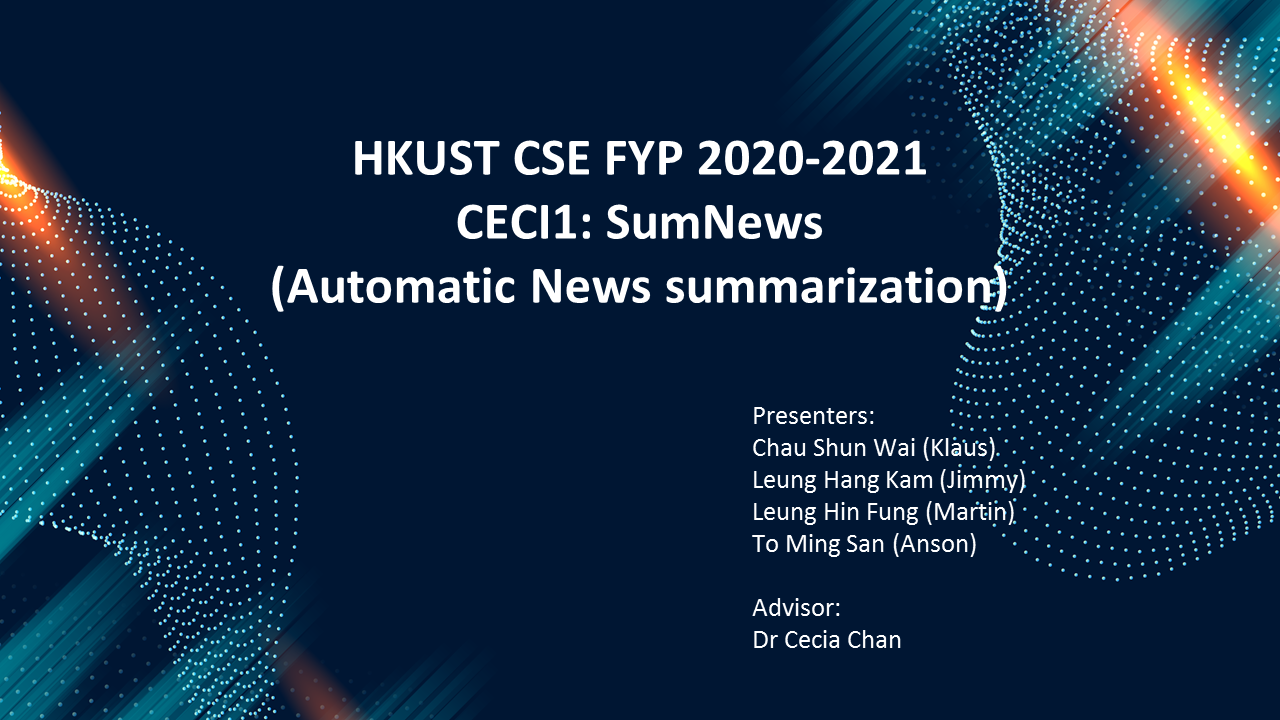 HKUST CSE FYP 2020-2021
CECI1: SumNews
(Automatic News summarization)
Presenters:
Chau Shun Wai (Klaus)
Leung Hang Kam (Jimmy)
Leung Hin Fung (Martin)
To Ming San (Anson)
Advisor:
Dr Cecia Chan